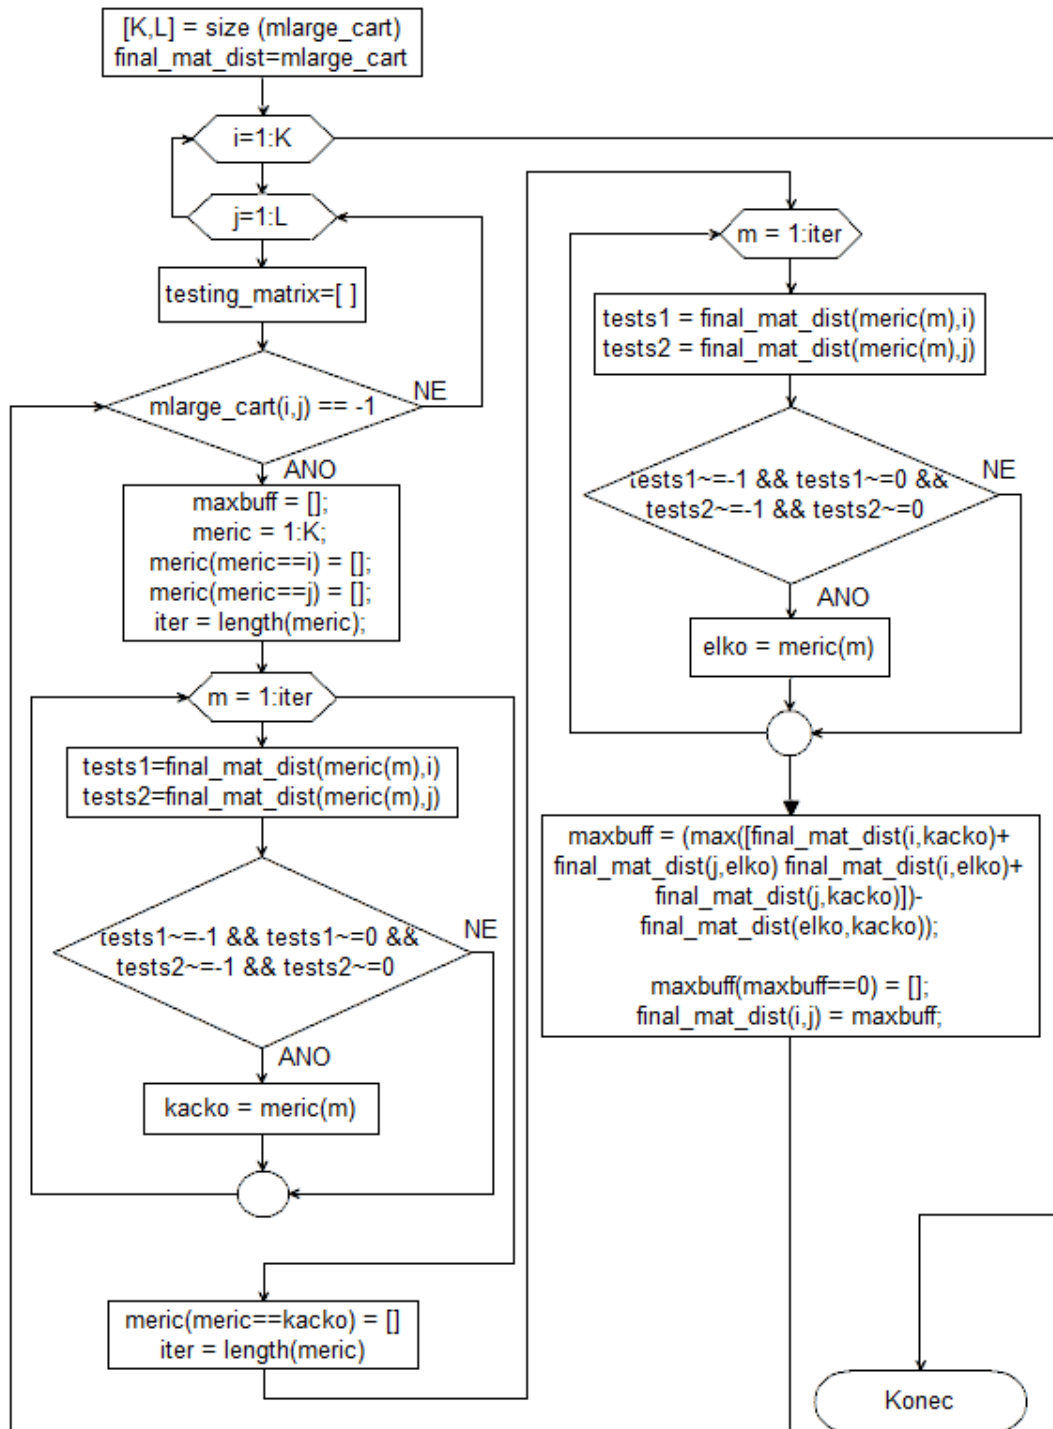 [K,L] = size (mlarge_cart)
final_mat_dist=mlarge_cart
i=1:K
j=1:L
testing_matrix=[ ]
mlarge_cart(i,j) == -1
NE
ANO
maxbuff = [];
meric = 1:K;
meric(meric==i) = [];
meric(meric==j) = [];
iter = length(meric);
m = 1:iter
tests1=final_mat_dist(meric(m),i)
tests2=final_mat_dist(meric(m),j)
tests1~=-1 && tests1~=0 &&
tests2~=-1 && tests2~=0
NE
ANO
kacko = meric(m)
meric(meric==kacko) = []
iter = length(meric)
m = 1:iter
tests1 = final_mat_dist(meric(m),i)
tests2 = final_mat_dist(meric(m),j)
tests1~=-1 && tests1~=0 &&
tests2~=-1 && tests2~=0
NE
ANO
elko = meric(m)
maxbuff = (max([final_mat_dist(i,kacko)+
final_mat_dist(j,elko) final_mat_dist(i,elko)+
final_mat_dist(j,kacko)])-
final_mat_dist(elko,kacko));
maxbuff(maxbuff==0) = [];
final_mat_dist(i,j) = maxbuff;
Konec